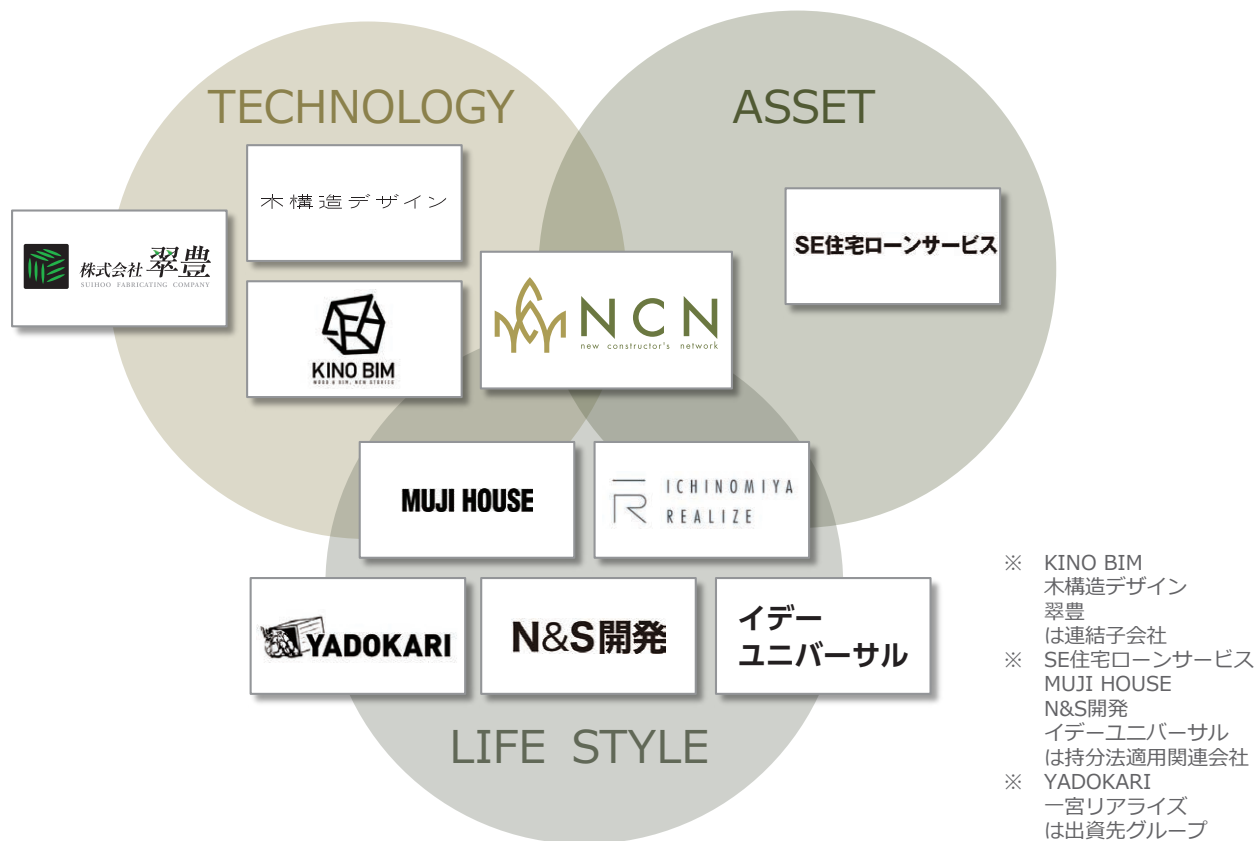 TECHNOLOGY
ASSET
木構造デザイン
SE住宅ローンサービス
株式会社 翠豊
SUIHOO FABRICATING COMPANY
NCN
new constructor's network
KINO BIM
WOOD & BIM, NEW STORIES
MUJI HOUSE
ICHINOMIYA
REALIZE
YADOKARI
N&S開発
イデー
ユニバーサル
LIFE STYLE
※ KINO BIM
木構造デザイン
翠豊
は連結子会社
※ SE住宅ローンサービス
MUJI HOUSE
N&S開発
イデーユニバーサル
は持分法適用関連会社
※ YADOKARI
一宮リアライズ
は出資先グループ